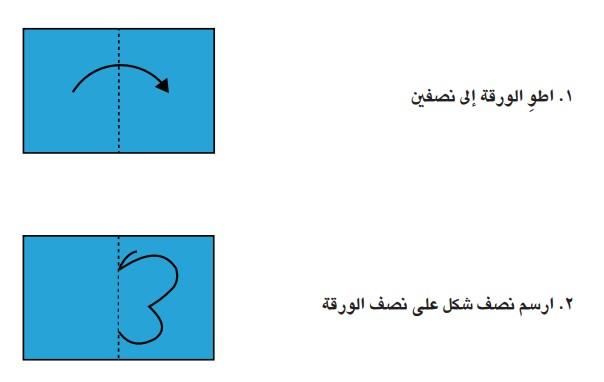 ١. اطوِ الورقة إلى نصفين
٢. ارسم نصف شكل على نصف الورقة